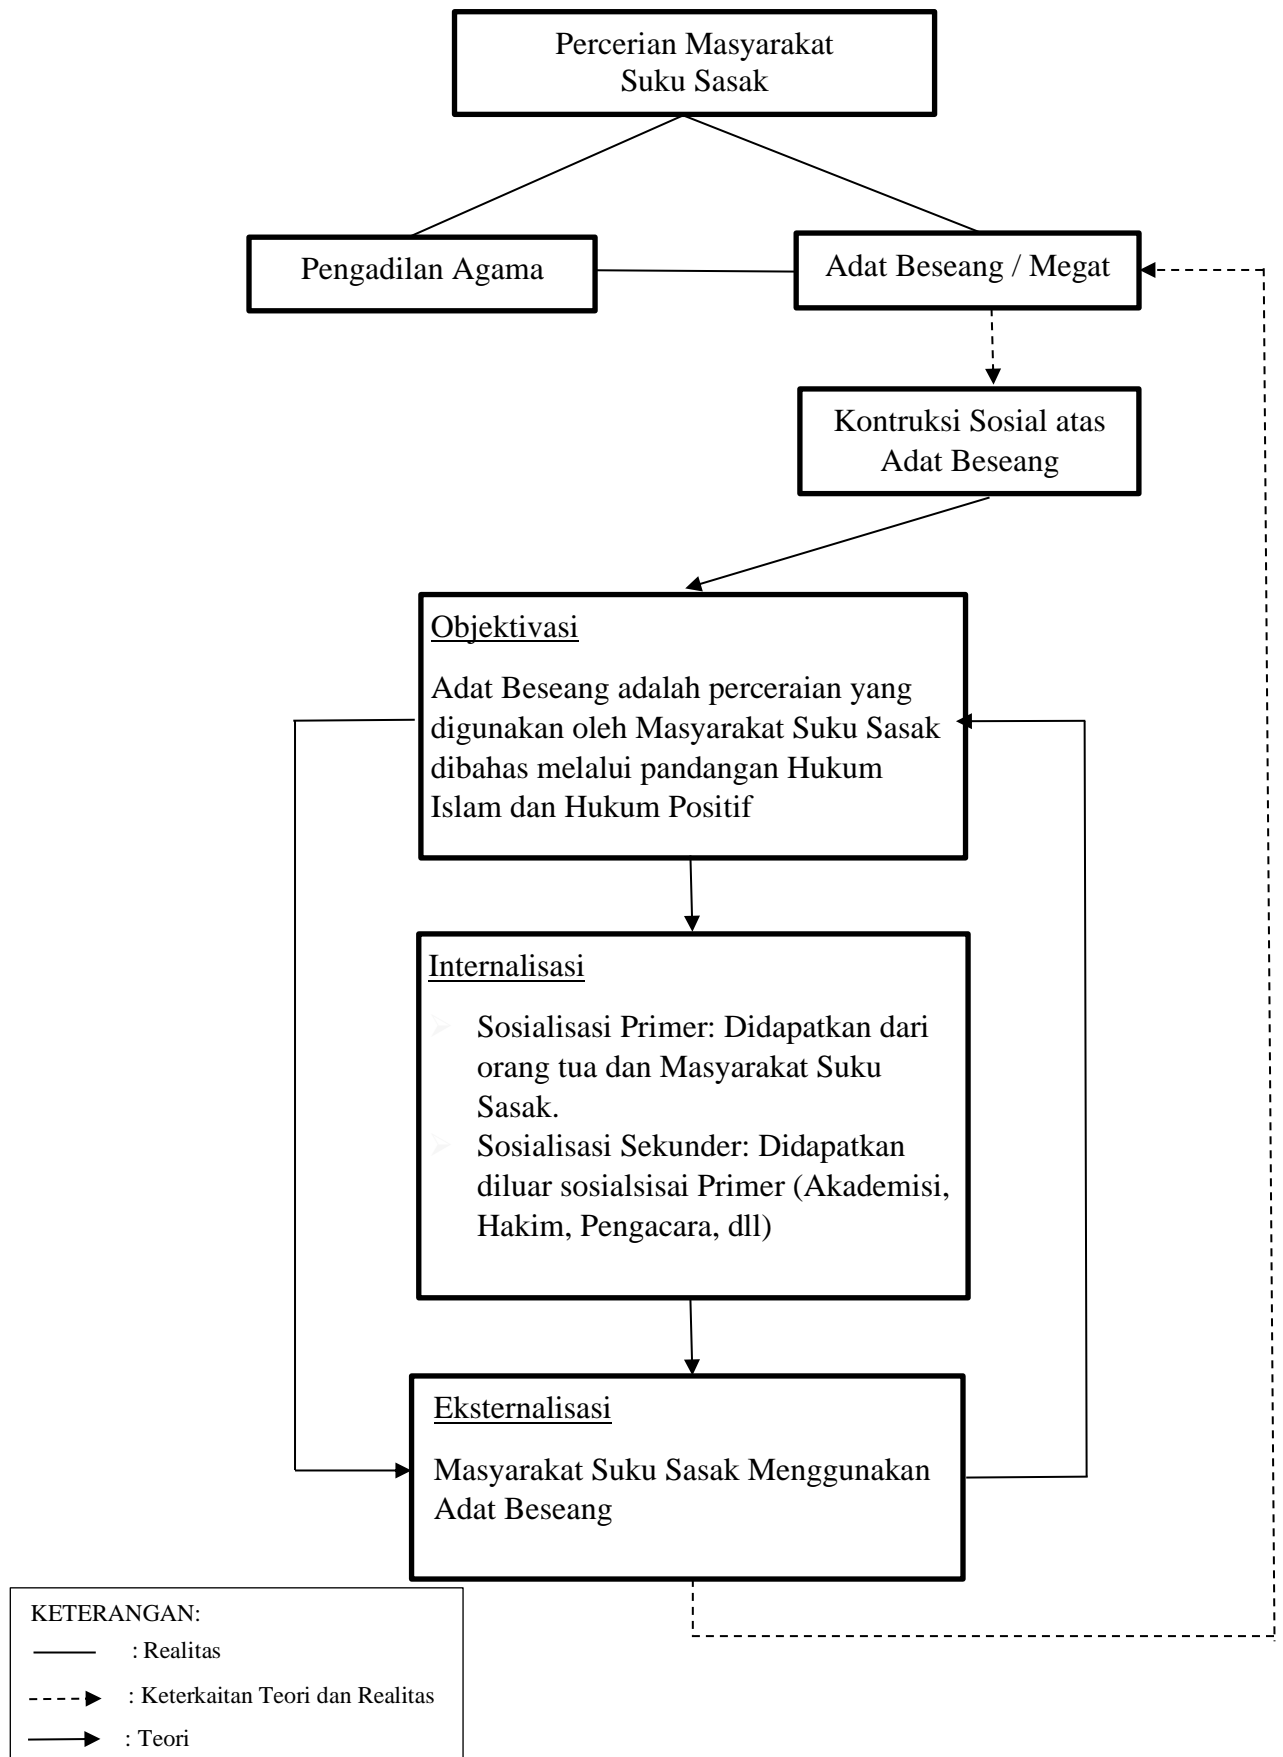 Percerian Masyarakat
Suku Sasak
Pengadilan Agama
Adat Beseang / Megat
Kontruksi Sosial atas
Adat Beseang
Objektivasi
Adat Beseang adalah perceraian yang
digunakan oleh Masyarakat Suku Sasak
dibahas melalui pandangan Hukum
Islam dan Hukum Positif
Internalisasi
Sosialisasi Primer: Didapatkan dari
orang tua dan Masyarakat Suku
Sasak.
Sosialisasi Sekunder: Didapatkan
diluar sosialsisai Primer (Akademisi,
Hakim, Pengacara, dll)
Eksternalisasi
Masyarakat Suku Sasak Menggunakan
Adat Beseang
KETERANGAN:
: Realitas
: Keterkaitan Teori dan Realitas
: Teori